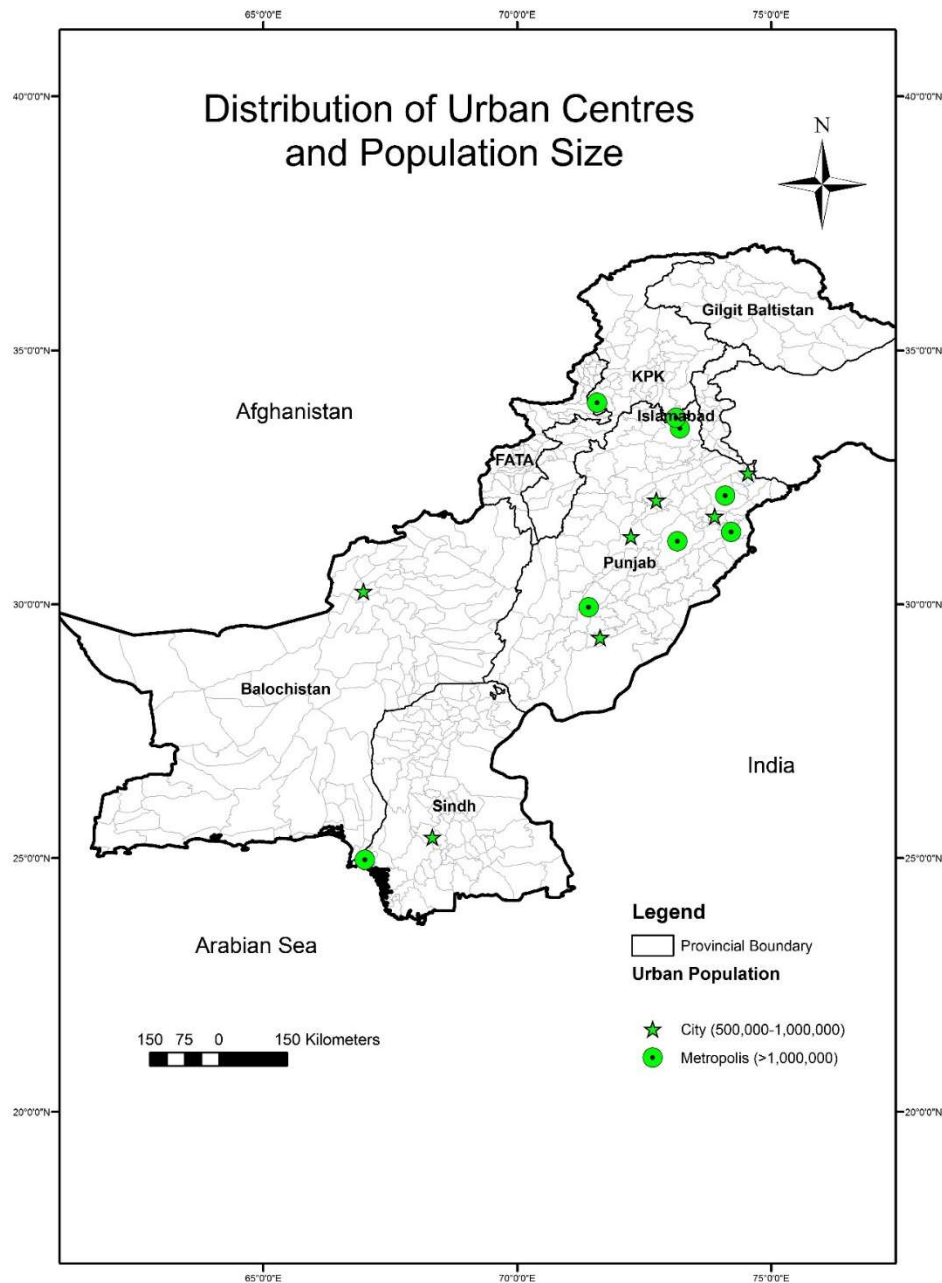 65°0'0"E 70°0'0"E 75°0'0"E
40°0'0"N 40°0'0"N
Distribution of Urban Centres
and Population Size
N
Gilgit Baltistan
35°0'0"N 35°0'0"N
KPK
Afghanistan
Islamabad
FATA
Punjab
30°0'0"N 30°0'0"N
Balochistan
India
Sindh
25°0'0"N 25°0'0"N
Legend
Arabian Sea
Provincial Boundary
Urban Population
City (500,000-1,000,000)
150 75 0 150 Kilometers
Metropolis (>1,000,000)
20°0'0"N 20°0'0"N
65°0'0"E 70°0'0"E 75°0'0"E